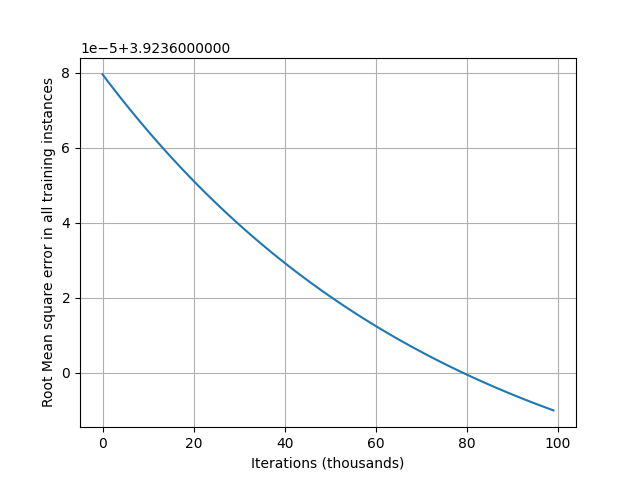 1e−5+3.9236000000
8
6
4
2
0
0 20 40 60 80 100
Root Mean square error in all training instances
Iterations (thousands)